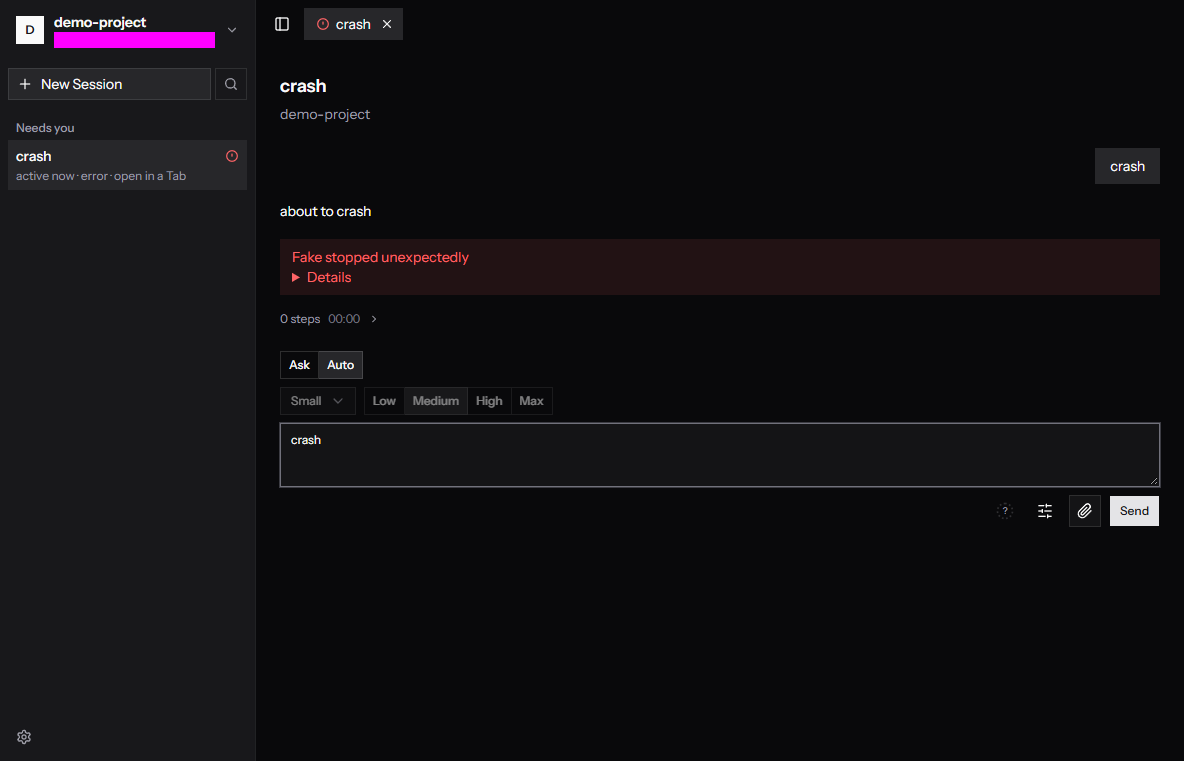 D
demo-project
New Session
Needs you
crash
active now · error · open in a Tab
crash
crash
demo-project
crash
about to crash
Fake stopped unexpectedly
Details
0 steps 00:00
Ask Auto
Small Low Medium High Max
crash
? Send